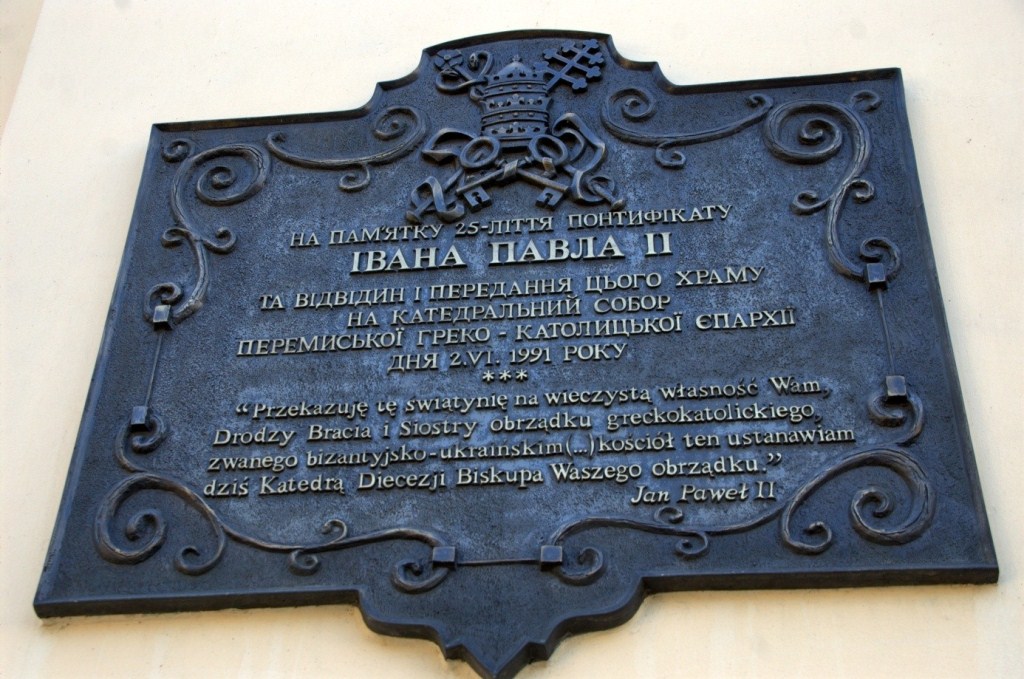 НА ПАМ'ЯТКУ 25-ЛІТТЯ ПОНТИФІКАТУ
ІВАНА ПАВЛА ІІ
ТА ВІДВІДИН І ПЕРЕДАННЯ ЦЬОГО ХРАМУ
НА КАТЕДРАЛЬНИЙ СОБОР
ПЕРЕМИСЬКОЇ ГРЕКО - КАТОЛИЦЬКОЇ ЄПАРХІЇ
ДНЯ 2.VI. 1991 РОКУ
***
"Przekazuję tę świątynię na wieczystą własność Wam,
Drodzy Bracia i Siostry obrządku greckokatolickiego,
zwanego bizantyjsko-ukraińskim(...)kościół ten ustanawiam
dziś Katedrą Diecezji Biskupa Waszego obrządku."
Jan Paweł II